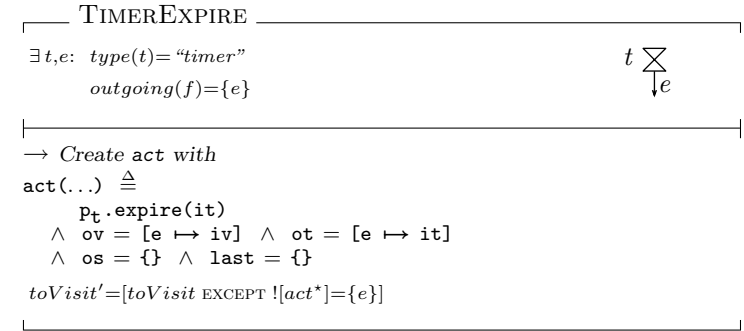 TimerExpire
∃ t,e: type(t)=“timer”
outgoing(f)={e}
t
e
→ Create act with
act(...) ≜
pₜ.expire(it)
∧ ov = [e ↦ iv] ∧ ot = [e ↦ it]
∧ os = {} ∧ last = {}
toVisit′=[toVisit EXCEPT ![act⋆]={e}]